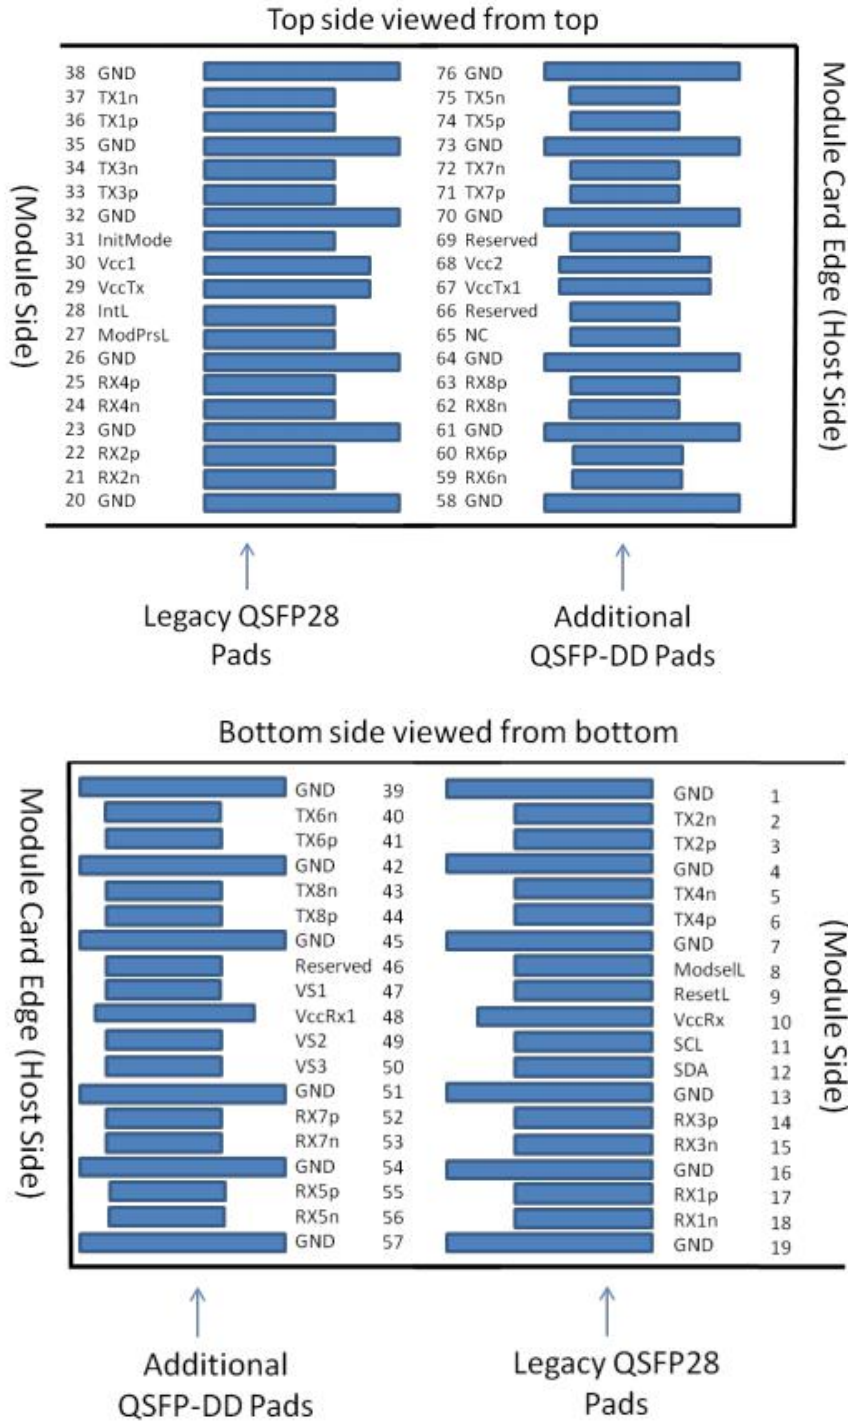 Top side viewed from top
38 GND 76 GND
37 TX1n 75 TX5n
36 TX1p 74 TX5p
35 GND 73 GND
34 TX3n 72 TX7n
33 TX3p 71 TX7p
32 GND 70 GND
31 InitMode 69 Reserved
30 Vcc1 68 Vcc2
29 VccTx 67 VccTx1
28 IntL 66 Reserved
27 ModPrsL 65 NC
26 GND 64 GND
25 RX4p 63 RX8p
24 RX4n 62 RX8n
23 GND 61 GND
22 RX2p 60 RX6p
21 RX2n 59 RX6n
20 GND 58 GND
(Module Side)
Module Card Edge (Host Side)
Legacy QSFP28
Pads
Additional
QSFP-DD Pads
Bottom side viewed from bottom
GND 39 GND 1
TX6n 40 TX2n 2
TX6p 41 TX2p 3
GND 42 GND 4
TX8n 43 TX4n 5
TX8p 44 TX4p 6
GND 45 GND 7
Reserved 46 ModselL 8
VS1 47 ResetL 9
VccRx1 48 VccRx 10
VS2 49 SCL 11
VS3 50 SDA 12
GND 51 GND 13
RX7p 52 RX3p 14
RX7n 53 RX3n 15
GND 54 GND 16
RX5p 55 RX1p 17
RX5n 56 RX1n 18
GND 57 GND 19
Module Card Edge (Host Side)
(Module Side)
Additional
QSFP-DD Pads
Legacy QSFP28
Pads